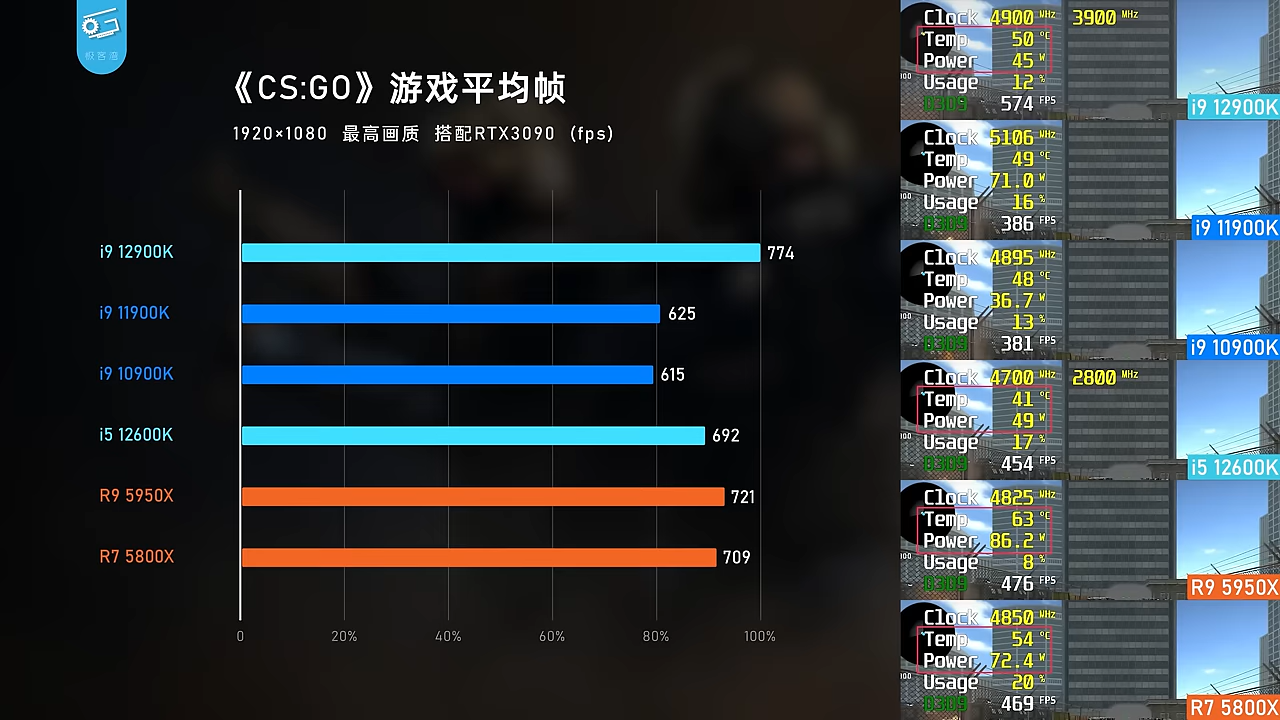 极客湾
《CS:GO》游戏平均帧
1920×1080 最高画质 搭配RTX3090 (fps)
i9 12900K 774
i9 11900K 625
i9 10900K 615
i5 12600K 692
R9 5950X 721
R7 5800X 709
20% 40% 60% 80% 100%
Clock 4900 MHz 3900 MHz
Temp 50 °C
Power 45 W
Usage 12 %
D3D9 574 FPS
i9 12900K
Clock 5106 MHz
Temp 49 °C
Power 71.0 W
Usage 16 %
D3D9 386 FPS
i9 11900K
Clock 4895 MHz
Temp 48 °C
Power 36.7 W
Usage 13 %
D3D9 381 FPS
i9 10900K
Clock 4700 MHz 2800 MHz
Temp 41 °C
Power 49 W
Usage 17 %
D3D9 454 FPS
i5 12600K
Clock 4825 MHz
Temp 63 °C
Power 86.2 W
Usage 8 %
D3D9 476 FPS
R9 5950X
Clock 4850 MHz
Temp 54 °C
Power 72.4 W
Usage 20 %
D3D9 469 FPS
R7 5800X